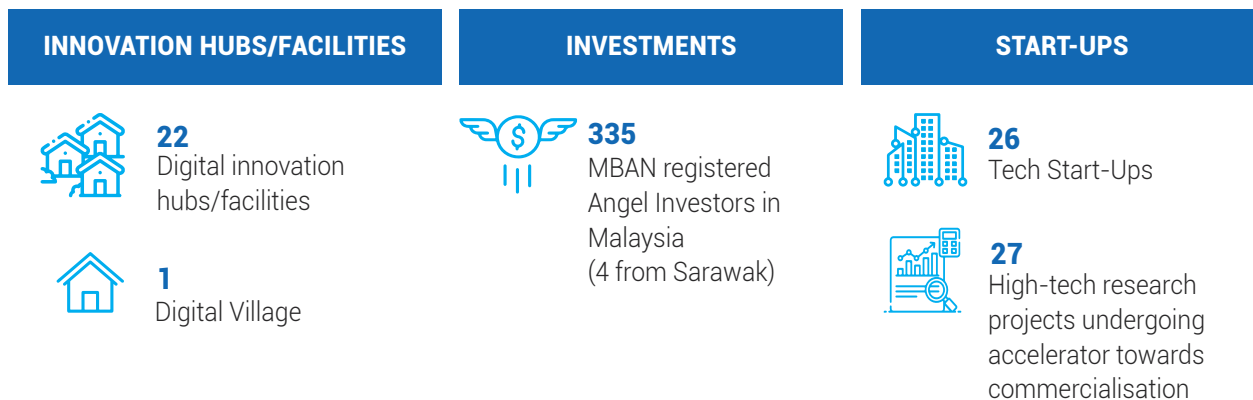 INNOVATION HUBS/FACILITIES
22
Digital innovation
hubs/facilities
1
Digital Village
INVESTMENTS
$
335
MBAN registered
Angel Investors in
Malaysia
(4 from Sarawak)
START-UPS
26
Tech Start-Ups
27
High-tech research
projects undergoing
accelerator towards
commercialisation